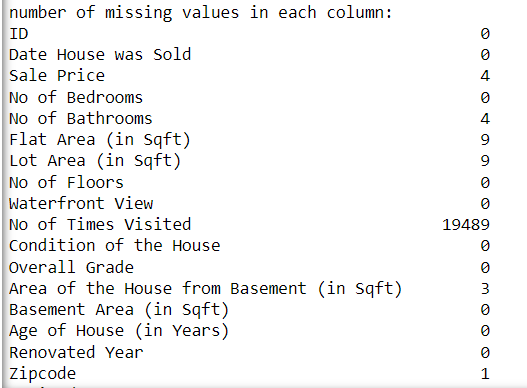 number of missing values in each column:
ID 0
Date House was Sold 0
Sale Price 4
No of Bedrooms 0
No of Bathrooms 4
Flat Area (in Sqft) 9
Lot Area (in Sqft) 9
No of Floors 0
Waterfront View 0
No of Times Visited 19489
Condition of the House 0
Overall Grade 0
Area of the House from Basement (in Sqft) 3
Basement Area (in Sqft) 0
Age of House (in Years) 0
Renovated Year 0
Zipcode 1